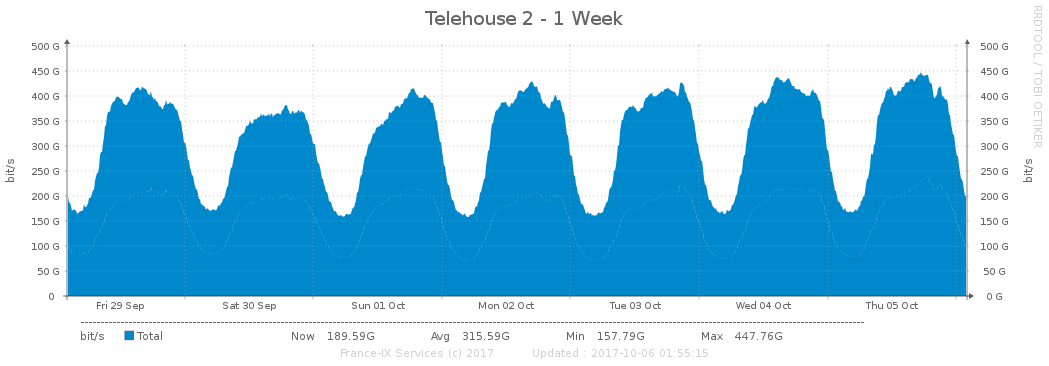 Telehouse 2 - 1 Week
RRDTOOL / TOBI OETIKER
500 G 500 G
450 G 450 G
400 G 400 G
350 G 350 G
300 G 300 G
250 G 250 G
200 G 200 G
150 G 150 G
100 G 100 G
50 G 50 G
0 0 G
bit/s bit/s
Fri 29 Sep Sat 30 Sep Sun 01 Oct Mon 02 Oct Tue 03 Oct Wed 04 Oct Thu 05 Oct
bit/s Total Now 189.59G Avg 315.59G Min 157.79G Max 447.76G
France-IX Services (c) 2017 Updated : 2017-10-06 01:55:15